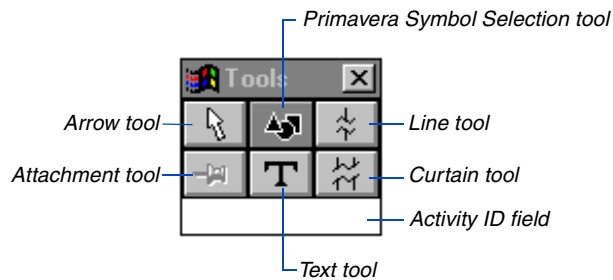 Primavera Symbol Selection tool
Tools
Arrow tool
Line tool
Attachment tool
T
Curtain tool
Activity ID field
Text tool